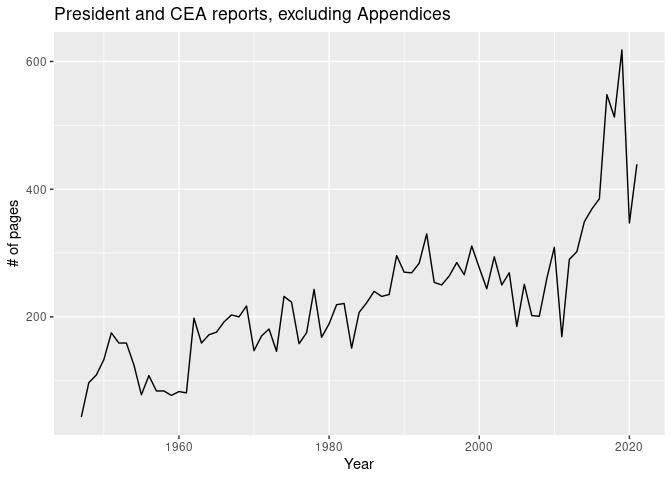 President and CEA reports, excluding Appendices
600
400
200
# of pages
1960 1980 2000 2020
Year